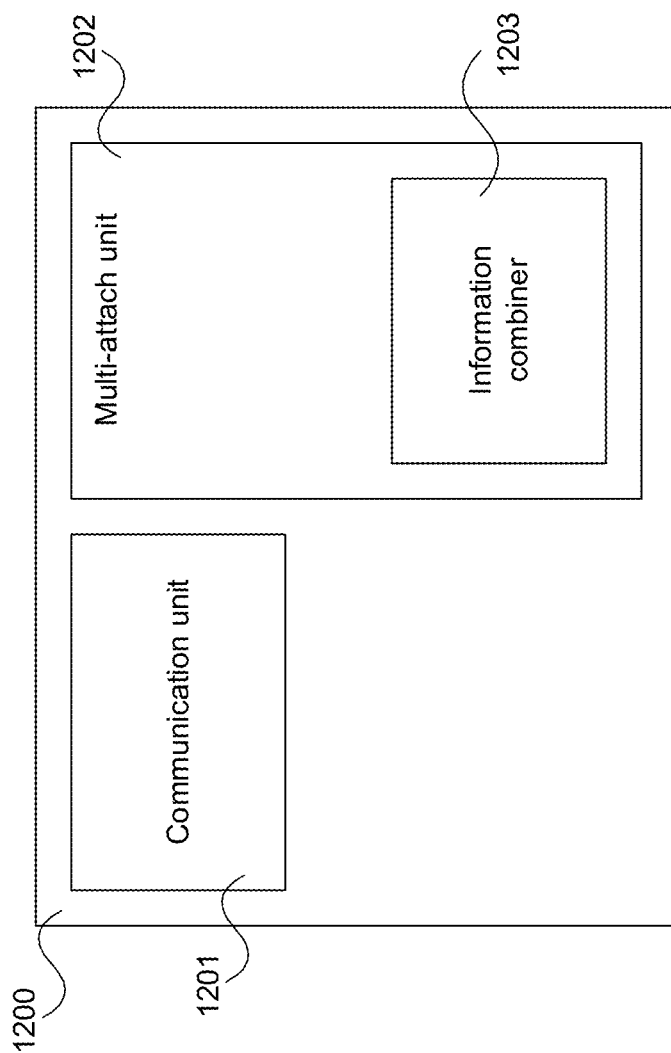 1200
1201
Communication unit
1202
Multi-attach unit
1203
Information
combiner